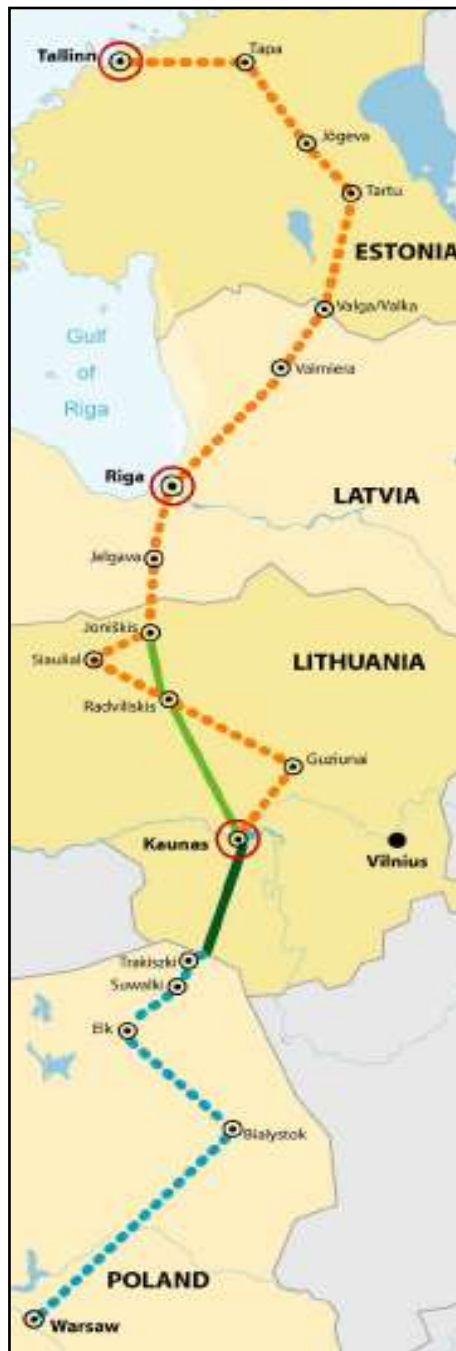 Tallinn
Tapa
Jõgeva
Tartu
ESTONIA
Valga/Valka
Gulf
of
Riga
Valmiera
Riga
LATVIA
Jelgava
Joniškis
Siauliai
LITHUANIA
Radviliskis
Guziunai
Kaunas
Vilnius
Trakiszki
Suwalki
Elk
Bialystok
POLAND
Warsaw